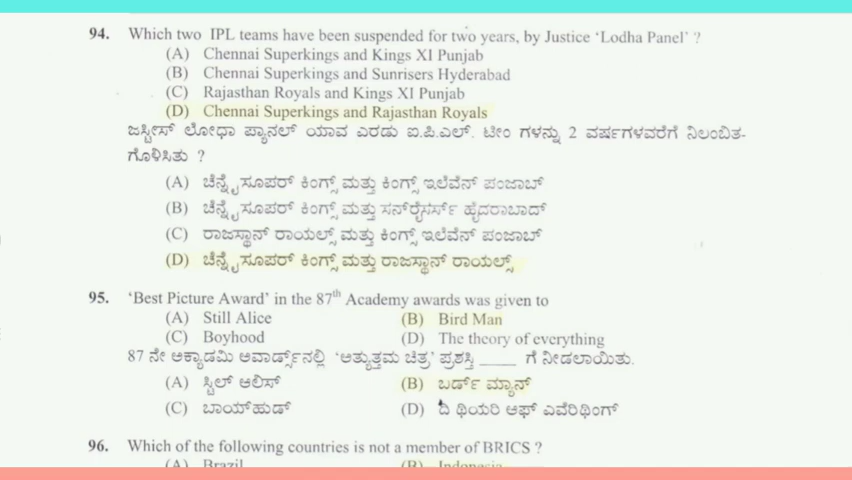 94. Which two IPL teams have been suspended for two years, by Justice 'Lodha Panel' ?
(A) Chennai Superkings and Kings XI Punjab
(B) Chennai Superkings and Sunrisers Hyderabad
(C) Rajasthan Royals and Kings XI Punjab
(D) Chennai Superkings and Rajasthan Royals
ಜಸ್ಟೀಸ್ ಲೋಧಾ ಪ್ಯಾನಲ್ ಯಾವ ಎರಡು ಐ.ಪಿ.ಎಲ್. ಟೀಂ ಗಳನ್ನು 2 ವರ್ಷಗಳವರೆಗೆ ನಿಲಂಬಿತ-
ಗೊಳಿಸಿತು ?
(A) ಚೆನ್ನೈ ಸೂಪರ್ ಕಿಂಗ್ಸ್ ಮತ್ತು ಕಿಂಗ್ಸ್ ಇಲೆವೆನ್ ಪಂಜಾಬ್
(B) ಚೆನ್ನೈ ಸೂಪರ್ ಕಿಂಗ್ಸ್ ಮತ್ತು ಸನ್‌ರೈಸರ್ಸ್ ಹೈದರಾಬಾದ್
(C) ರಾಜಸ್ಥಾನ್ ರಾಯಲ್ಸ್ ಮತ್ತು ಕಿಂಗ್ಸ್ ಇಲೆವೆನ್ ಪಂಜಾಬ್
(D) ಚೆನ್ನೈ ಸೂಪರ್ ಕಿಂಗ್ಸ್ ಮತ್ತು ರಾಜಸ್ಥಾನ್ ರಾಯಲ್ಸ್
95. 'Best Picture Award' in the 87th Academy awards was given to
(A) Still Alice (B) Bird Man
(C) Boyhood (D) The theory of everything
87 ನೇ ಅಕ್ಯಾಡಮಿ ಅವಾರ್ಡ್ಸ್‌ನಲ್ಲಿ 'ಅತ್ಯುತ್ತಮ ಚಿತ್ರ' ಪ್ರಶಸ್ತಿ _____ ಗೆ ನೀಡಲಾಯಿತು.
(A) ಸ್ಟಿಲ್ ಆಲಿಸ್ (B) ಬರ್ಡ್ ಮ್ಯಾನ್
(C) ಬಾಯ್‌ಹುಡ್ (D) ದಿ ಥಿಯರಿ ಆಫ್ ಎವೆರಿಥಿಂಗ್
96. Which of the following countries is not a member of BRICS ?
(A) Brazil (B) Indonesia